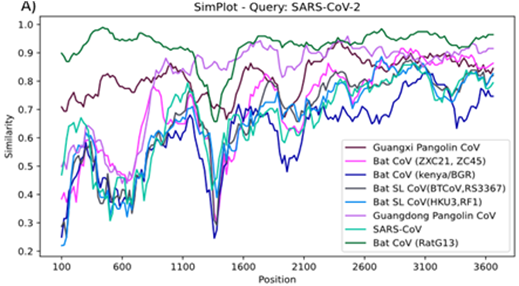 A)
SimPlot - Query: SARS-CoV-2
1.0
0.9
0.8
0.7
0.6
0.5
0.4
0.3
0.2
Similarity
Guangxi Pangolin CoV
Bat CoV (ZXC21, ZC45)
Bat CoV (kenya/BGR)
Bat SL CoV(BTCoV,RS3367)
Bat SL CoV(HKU3,RF1)
Guangdong Pangolin CoV
SARS-CoV
Bat CoV (RatG13)
100 600 1100 1600 2100 2600 3100 3600
Position